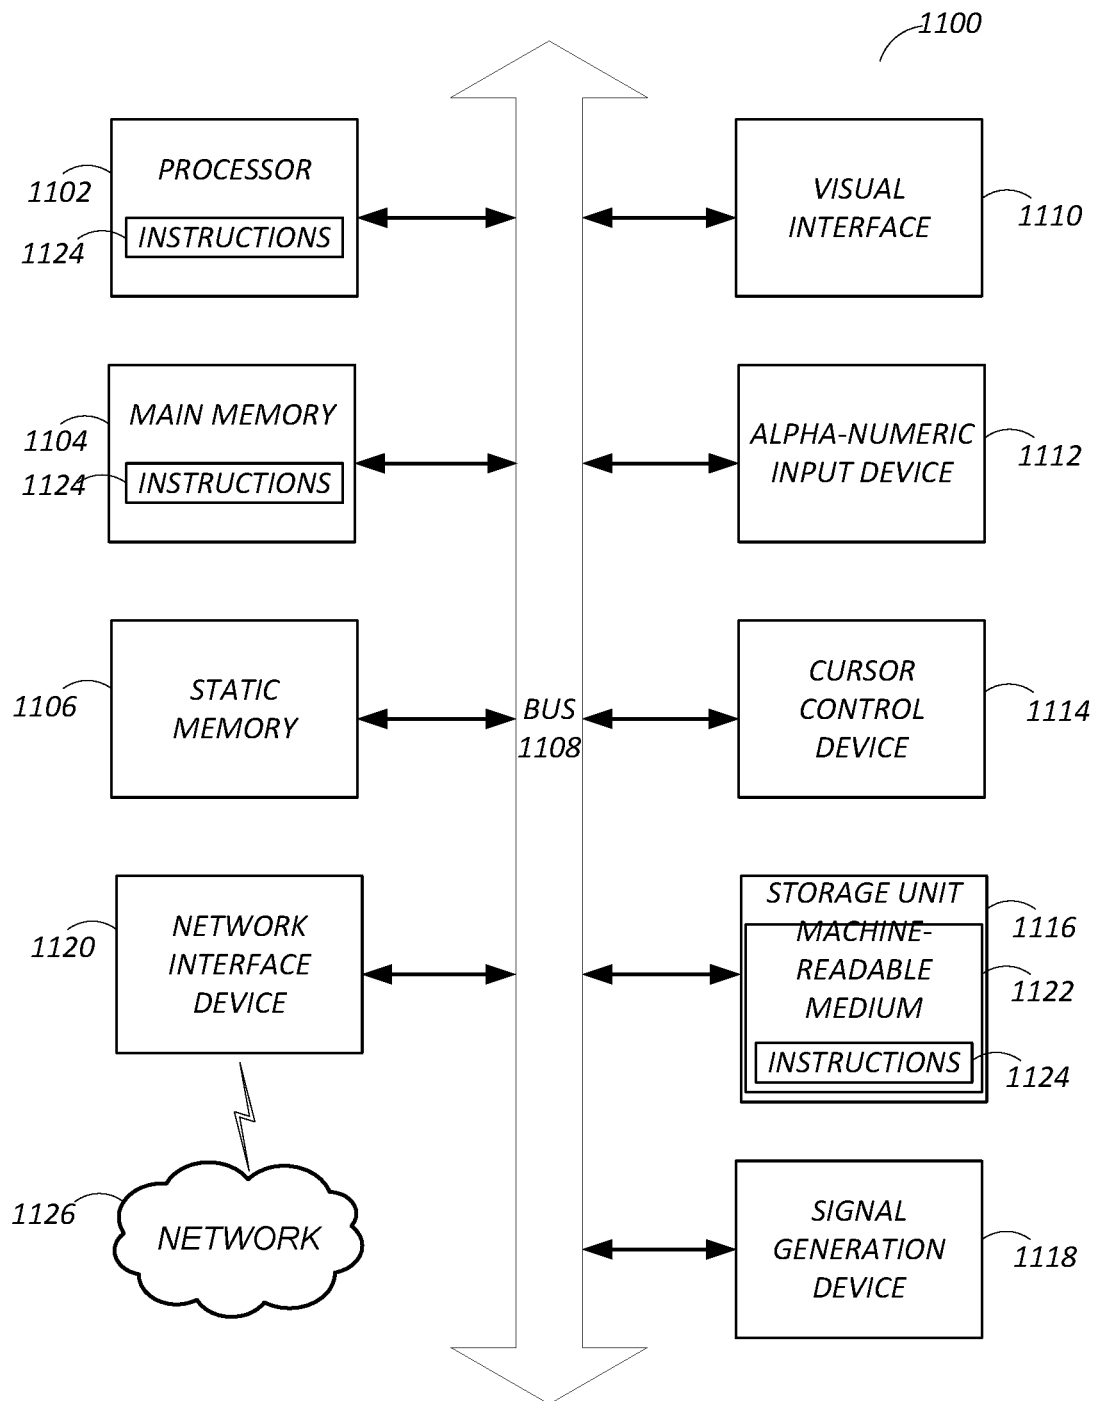 1100
PROCESSOR
1102
INSTRUCTIONS
1124
VISUAL
INTERFACE
1110
MAIN MEMORY
1104
INSTRUCTIONS
1124
ALPHA-NUMERIC
INPUT DEVICE
1112
STATIC
MEMORY
1106
BUS
1108
CURSOR
CONTROL
DEVICE
1114
NETWORK
INTERFACE
DEVICE
1120
STORAGE UNIT
1116
MACHINE-
READABLE
MEDIUM
1122
INSTRUCTIONS
1124
1126
NETWORK
SIGNAL
GENERATION
DEVICE
1118